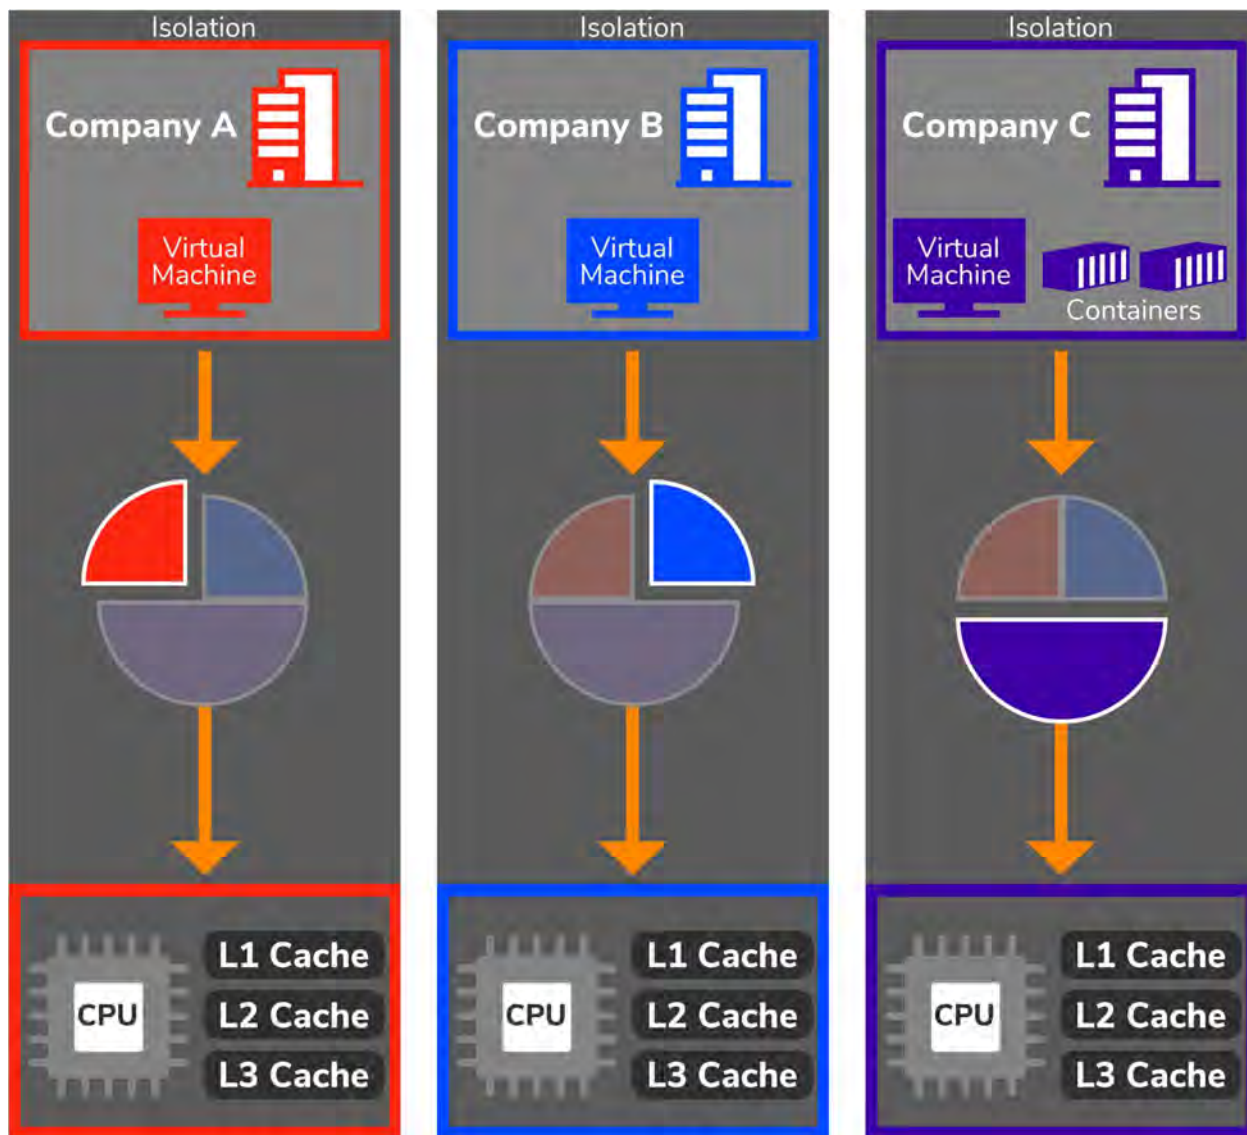 Isolation
Company A
Virtual
Machine
CPU
L1 Cache
L2 Cache
L3 Cache
Isolation
Company B
Virtual
Machine
CPU
L1 Cache
L2 Cache
L3 Cache
Isolation
Company C
Virtual
Machine
Containers
CPU
L1 Cache
L2 Cache
L3 Cache